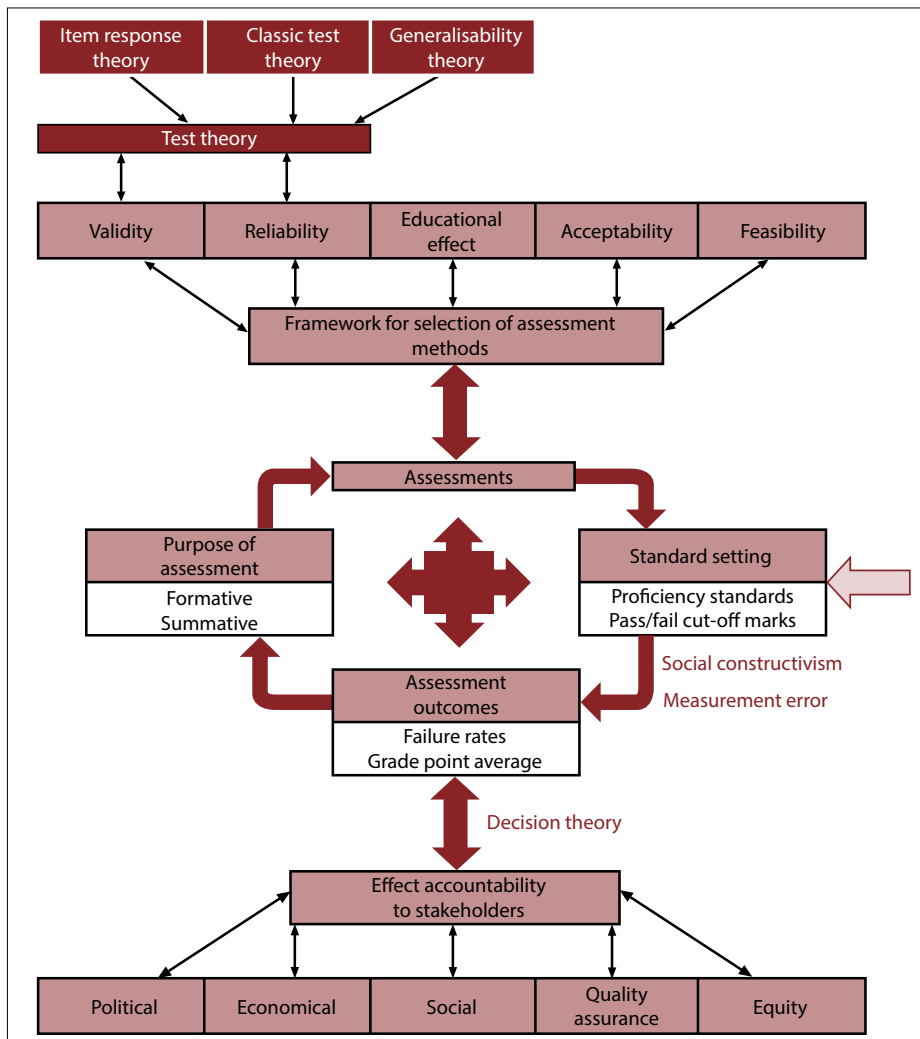 Item response
theory
Classic test
theory
Generalisability
theory
Test theory
Validity
Reliability
Educational
effect
Acceptability
Feasibility
Framework for selection of assessment
methods
Assessments
Purpose of
assessment
Formative
Summative
Standard setting
Proficiency standards
Pass/fail cut-off marks
Social constructivism
Measurement error
Assessment
outcomes
Failure rates
Grade point average
Decision theory
Effect accountability
to stakeholders
Political
Economical
Social
Quality
assurance
Equity